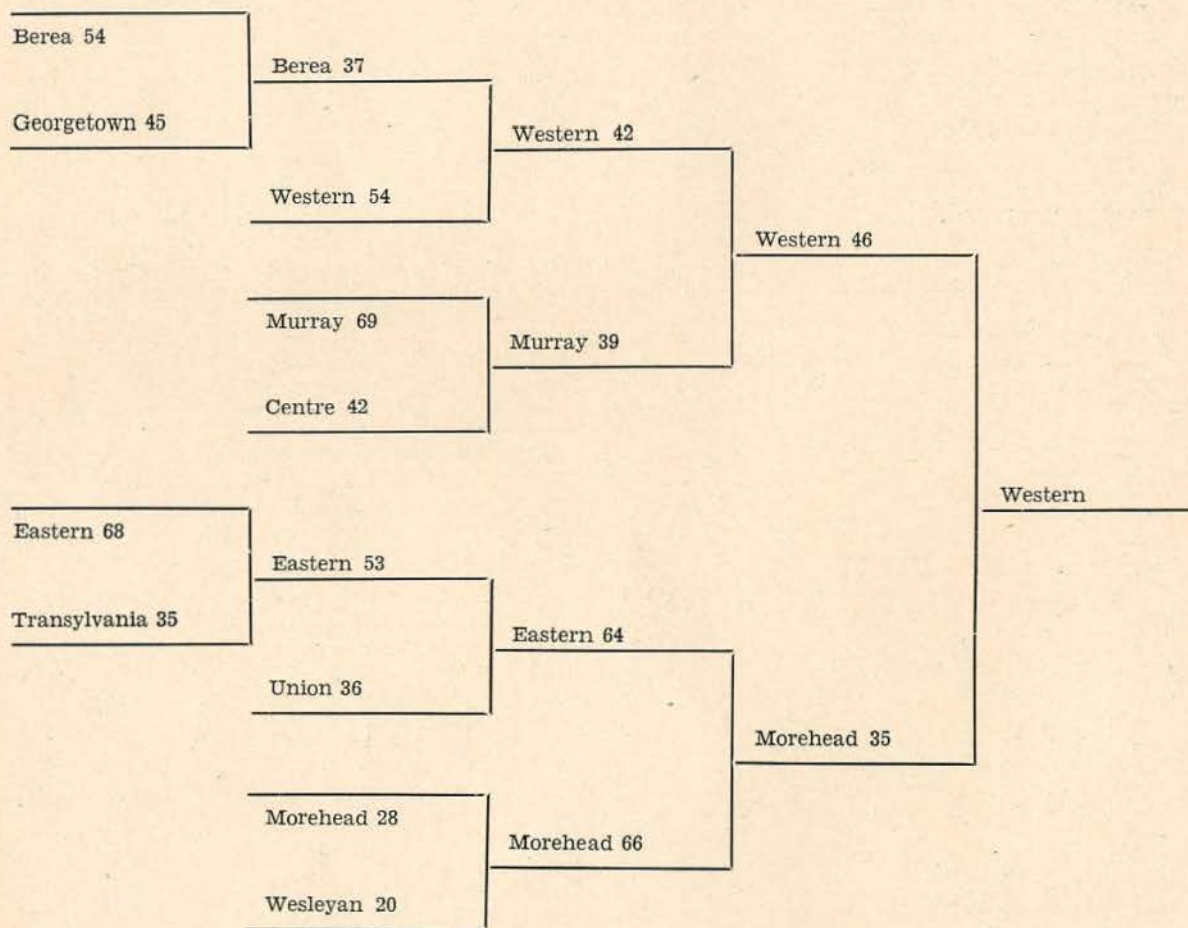 Berea 54
Georgetown 45
Berea 37
Western 54
Western 42
Murray 69
Centre 42
Murray 39
Western 46
Eastern 68
Transylvania 35
Eastern 53
Union 36
Eastern 64
Morehead 28
Wesleyan 20
Morehead 66
Morehead 35
Western